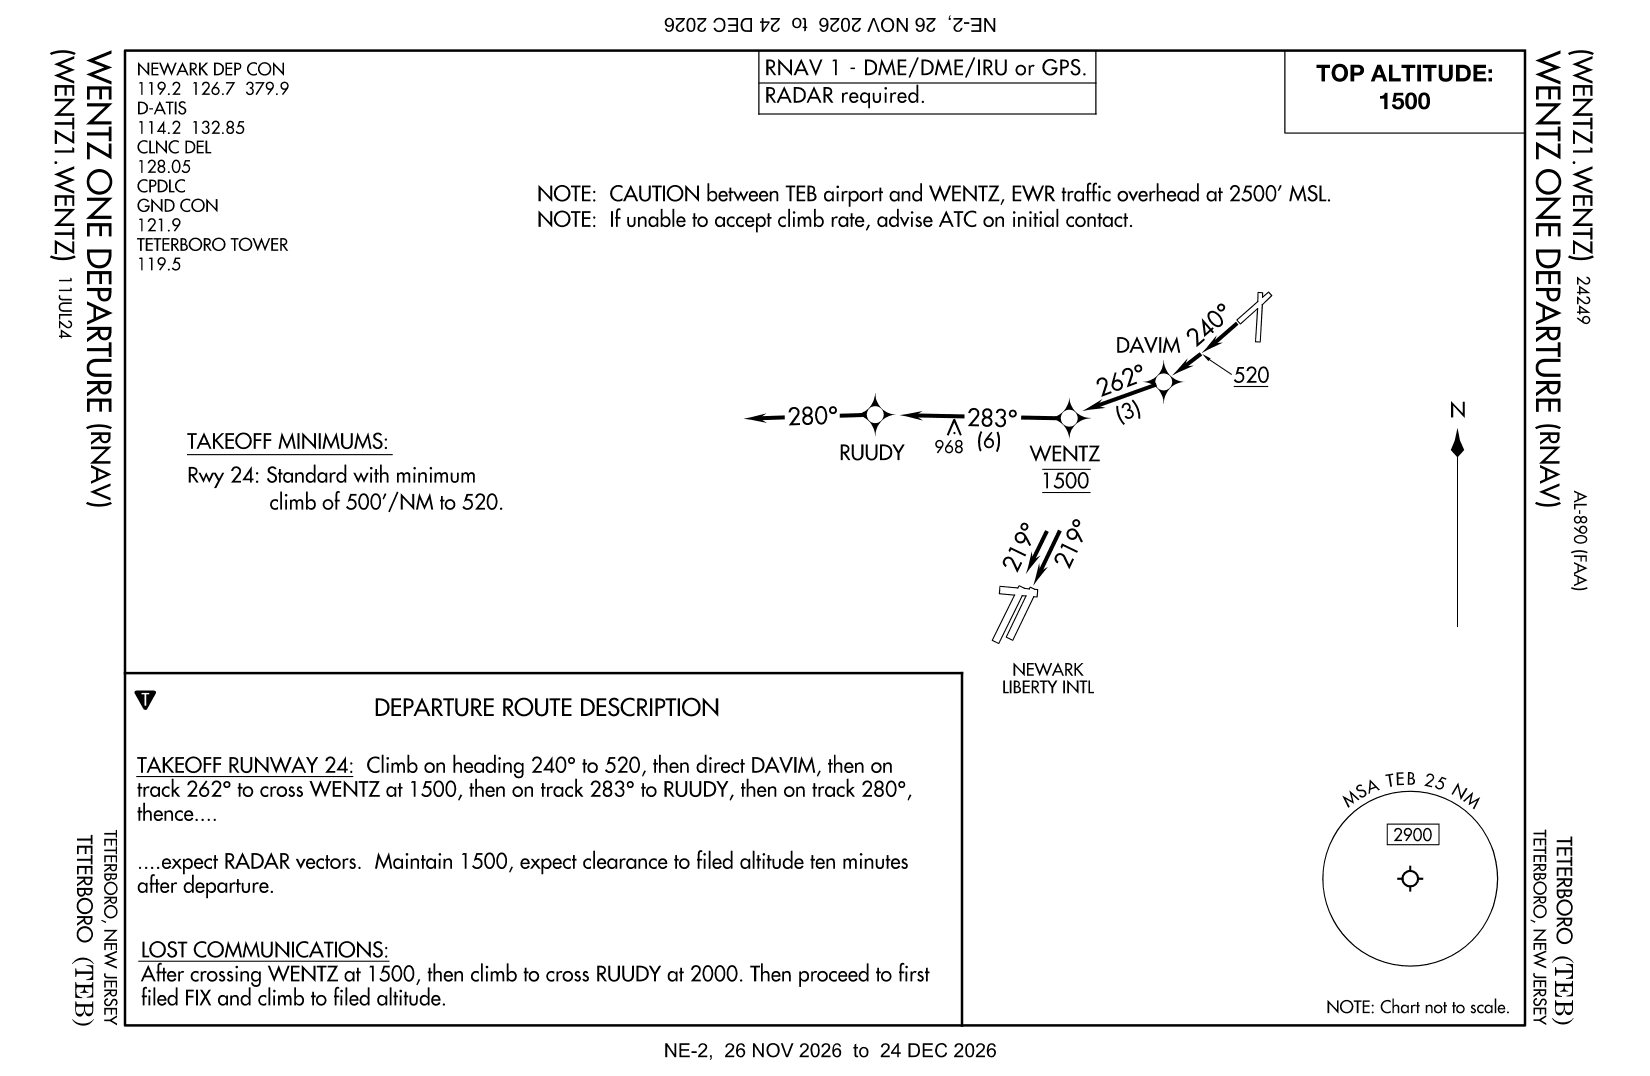 NE-2, 26 NOV 2026 to 24 DEC 2026
(WENTZ1.WENTZ) 11JUL24
WENTZ ONE DEPARTURE (RNAV)
TETERBORO, NEW JERSEY
TETERBORO (TEB)
NEWARK DEP CON
119.2 126.7 379.9
D-ATIS
114.2 132.85
CLNC DEL
128.05
CPDLC
GND CON
121.9
TETERBORO TOWER
119.5
RNAV 1 - DME/DME/IRU or GPS.
RADAR required.
TOP ALTITUDE:
1500
NOTE: CAUTION between TEB airport and WENTZ, EWR traffic overhead at 2500' MSL.
NOTE: If unable to accept climb rate, advise ATC on initial contact.
240°
DAVIM
520
262°
(3)
280°
RUUDY
283°
(6)
968
WENTZ
1500
N
TAKEOFF MINIMUMS:
Rwy 24: Standard with minimum
climb of 500'/NM to 520.
219°
219°
NEWARK
LIBERTY INTL
T
DEPARTURE ROUTE DESCRIPTION
TAKEOFF RUNWAY 24: Climb on heading 240° to 520, then direct DAVIM, then on
track 262° to cross WENTZ at 1500, then on track 283° to RUUDY, then on track 280°,
thence....
....expect RADAR vectors. Maintain 1500, expect clearance to filed altitude ten minutes
after departure.
LOST COMMUNICATIONS:
After crossing WENTZ at 1500, then climb to cross RUUDY at 2000. Then proceed to first
filed FIX and climb to filed altitude.
MSA TEB 25 NM
2900
NOTE: Chart not to scale.
(WENTZ1.WENTZ) 24249
WENTZ ONE DEPARTURE (RNAV)
AL-890 (FAA)
TETERBORO (TEB)
TETERBORO, NEW JERSEY
NE-2, 26 NOV 2026 to 24 DEC 2026